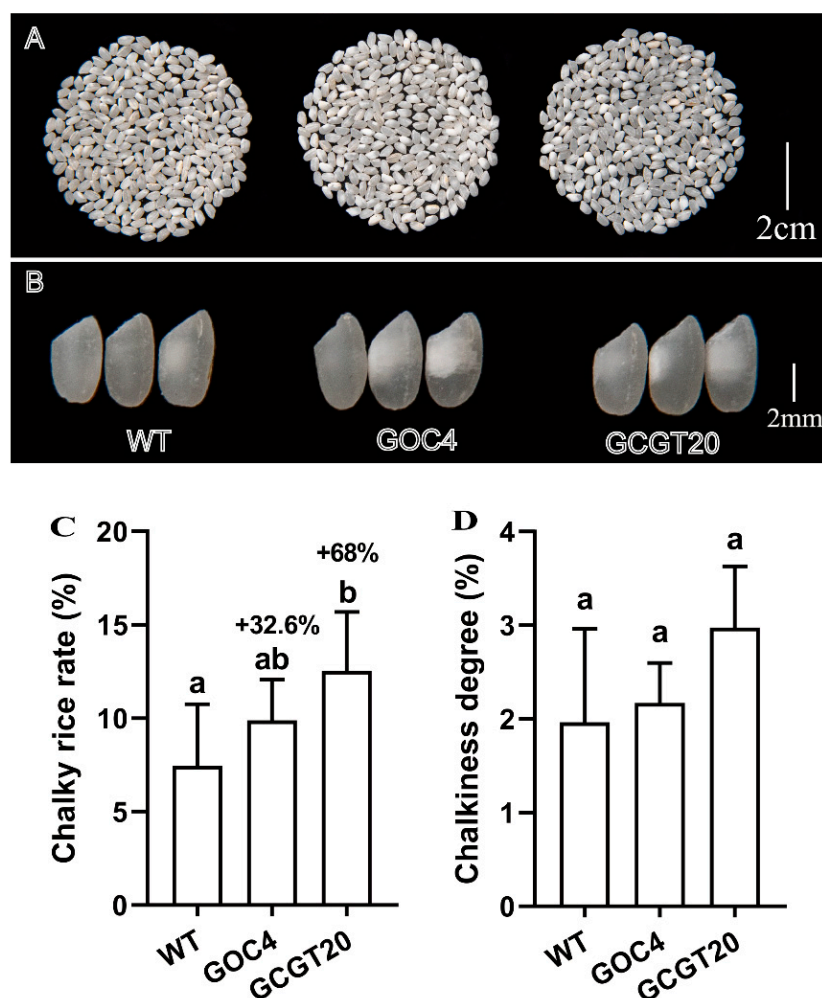 A
2cm
B
2mm
WT GOC4 GCGT20
C
Chalky rice rate (%)
20
15
10
5
0
a
+32.6%
ab
+68%
b
WT
GOC4
GCGT20
D
Chalkiness degree (%)
4
3
2
1
0
a
a
a
WT
GOC4
GCGT20